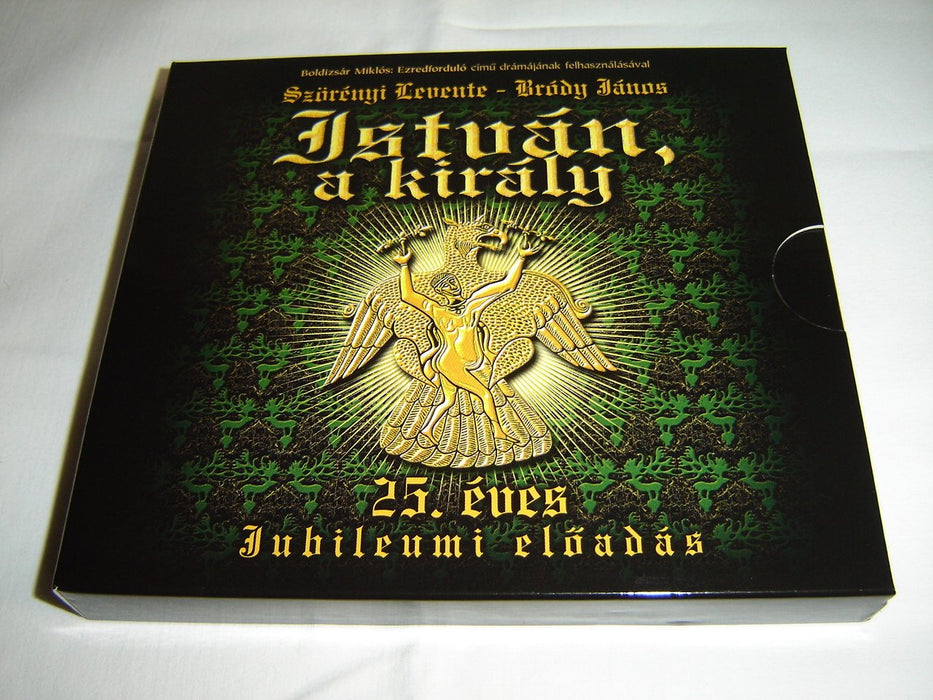 Boldizsár Miklós: Ezredforduló című drámájának felhasználásával
Szörényi Levente - Bródy János
István,
a király
25. éves
Jubileumi előadás